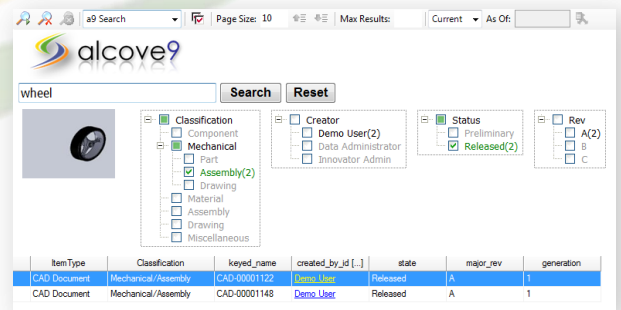 a9 Search Page Size: 10 Max Results: Current As Of:
alcove9
wheel Search Reset
Classification
Component
Mechanical
Part
Assembly(2)
Drawing
Material
Assembly
Drawing
Miscellaneous
Creator
Demo User(2)
Data Administrator
Innovator Admin
Status
Preliminary
Released(2)
Rev
A(2)
B
C
ItemType Classification keyed_name created_by_id [...] state major_rev generation
CAD Document Mechanical/Assembly CAD-00001122 Demo User Released A 1
CAD Document Mechanical/Assembly CAD-00001148 Demo User Released A 1